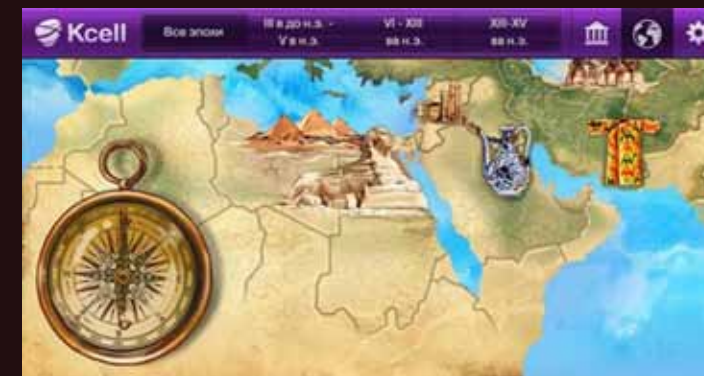 Kcell
Все эпохи
III в до н.э. -
V в н.э.
VI - XIII
вв н.э.
XIII-XV
вв н.э.